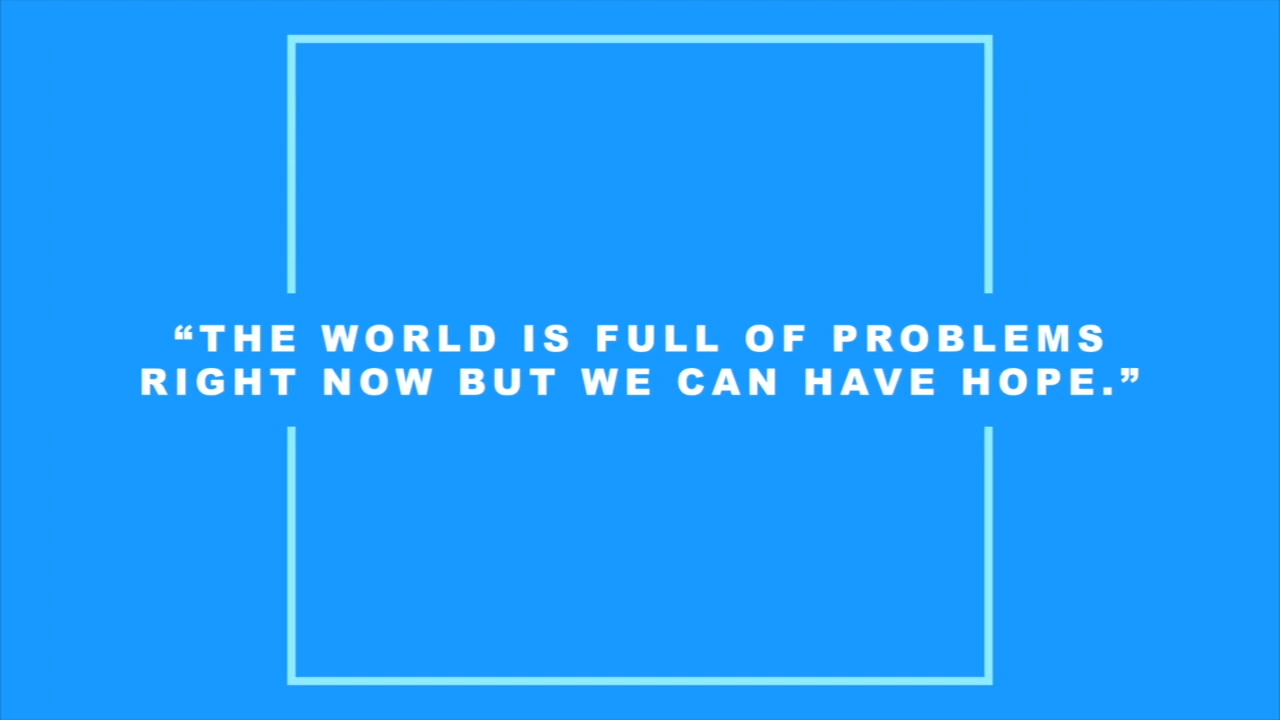 “THE WORLD IS FULL OF PROBLEMS
RIGHT NOW BUT WE CAN HAVE HOPE.”